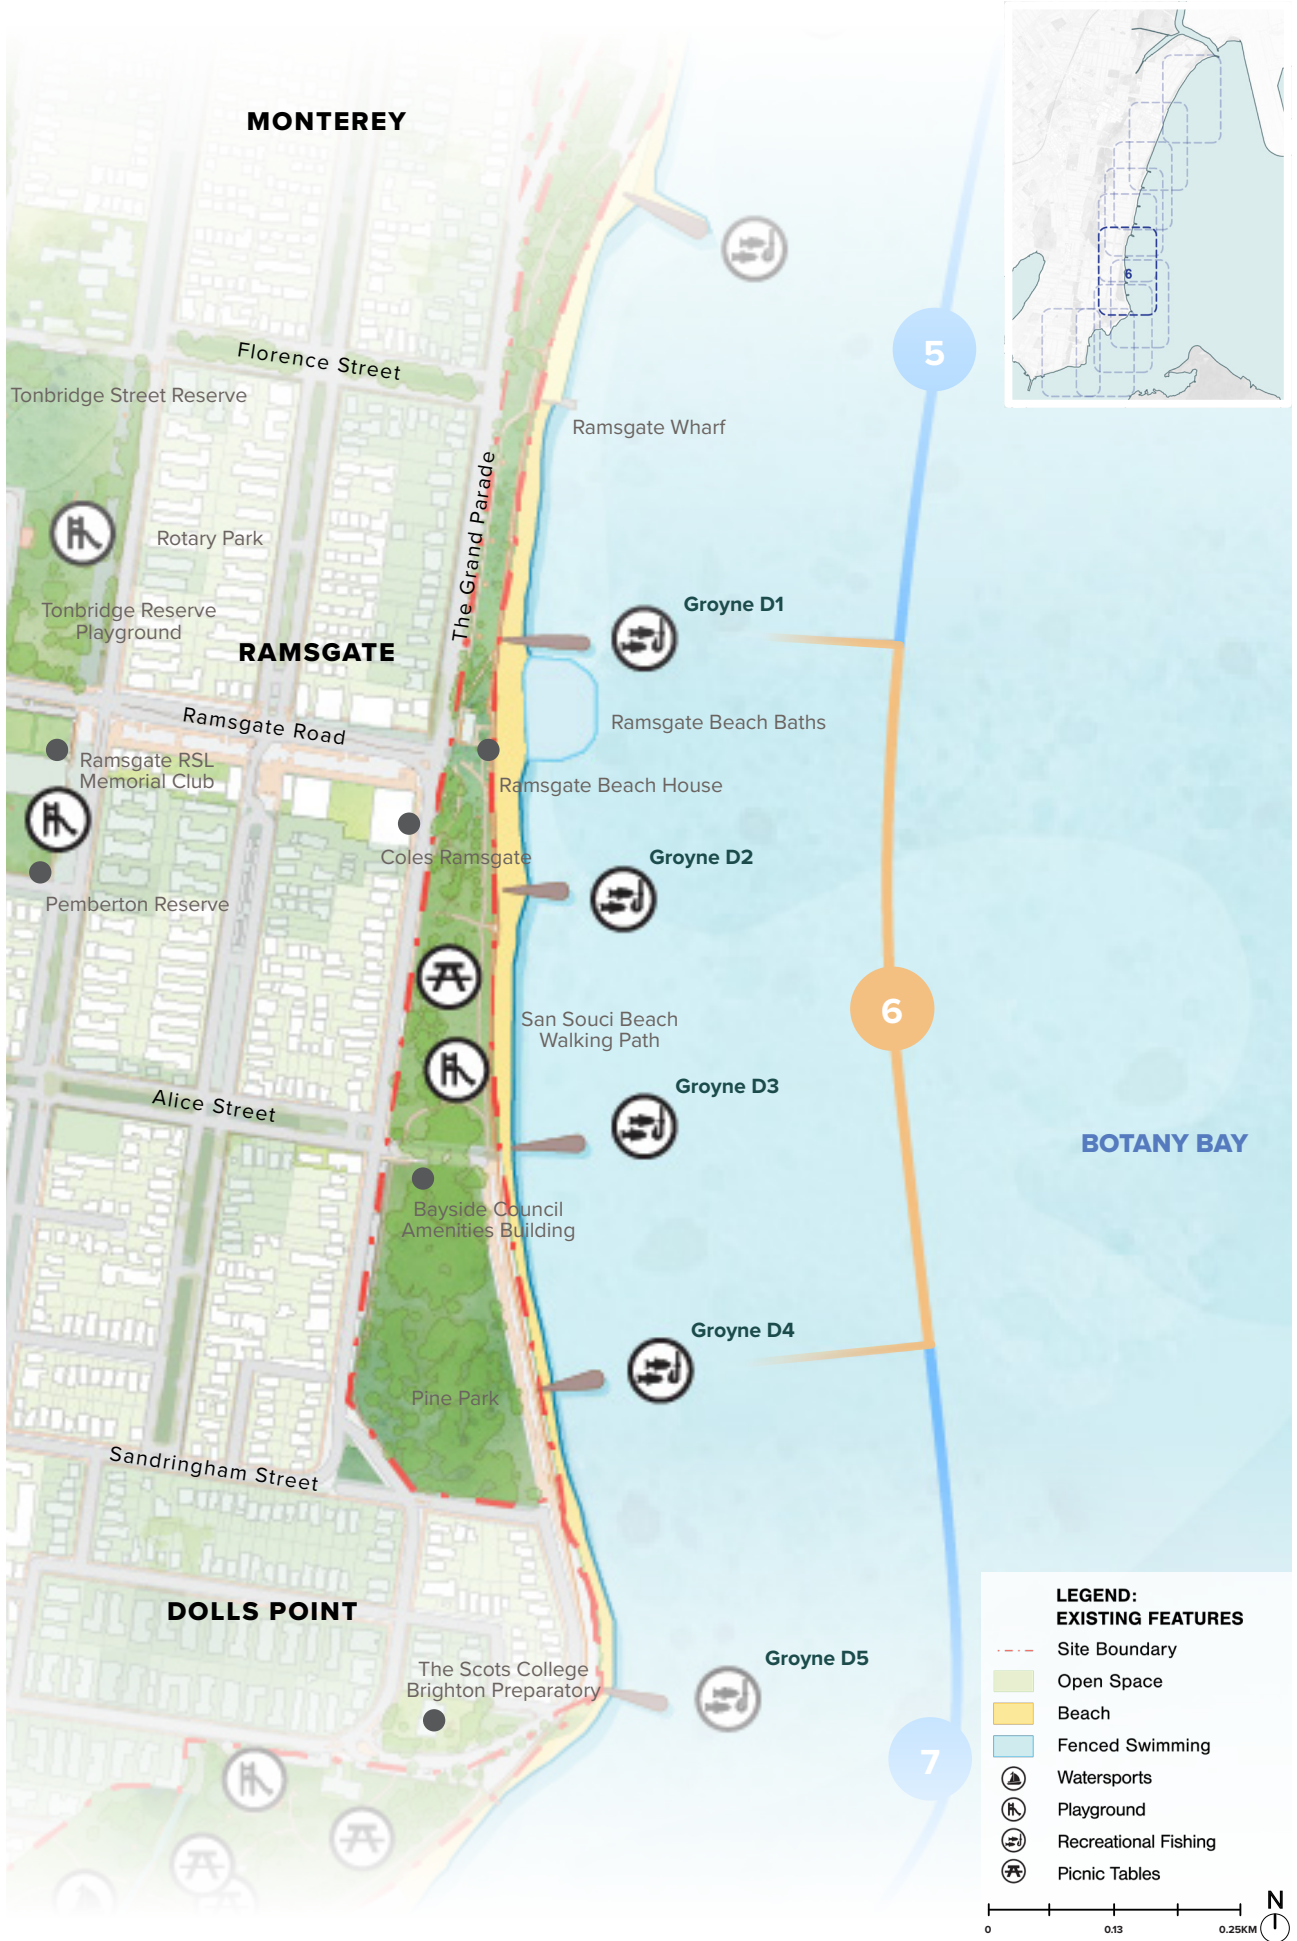 MONTEREY
6
Florence Street
5
Tonbridge Street Reserve
Ramsgate Wharf
The Grand Parade
Rotary Park
Groyne D1
Tonbridge Reserve
Playground
RAMSGATE
Ramsgate Road
Ramsgate Beach Baths
Ramsgate RSL
Memorial Club
Ramsgate Beach House
Coles Ramsgate
Groyne D2
Pemberton Reserve
6
San Souci Beach
Walking Path
Groyne D3
Alice Street
BOTANY BAY
Bayside Council
Amenities Building
Groyne D4
Pine Park
Sandringham Street
DOLLS POINT
The Scots College
Brighton Preparatory
Groyne D5
7
LEGEND:
EXISTING FEATURES
Site Boundary
Open Space
Beach
Fenced Swimming
Watersports
Playground
Recreational Fishing
Picnic Tables
N
0 0.13 0.25KM